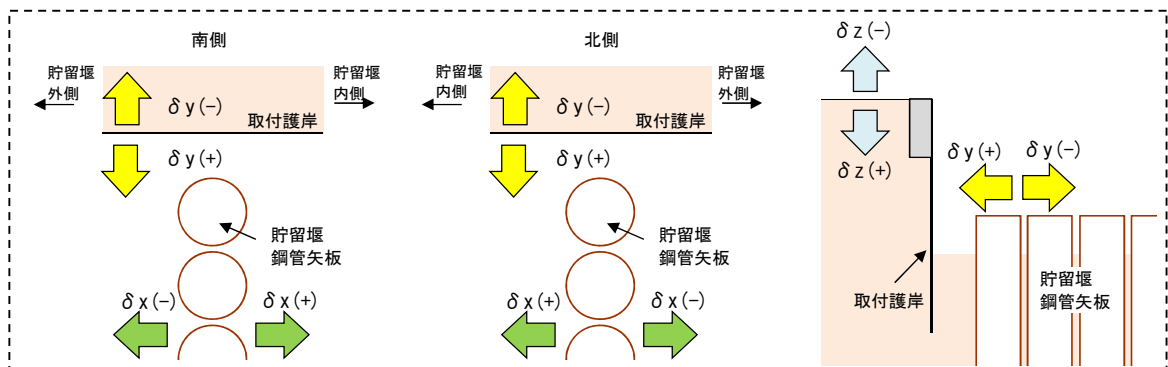 南側
貯留堰
外側
貯留堰
内側
δy(−)
取付護岸
δy(+)
貯留堰
鋼管矢板
δx(−)
δx(+)
北側
貯留堰
内側
貯留堰
外側
δy(−)
取付護岸
δy(+)
貯留堰
鋼管矢板
δx(+)
δx(−)
δz(−)
δz(+)
δy(+)
δy(−)
取付護岸
貯留堰
鋼管矢板